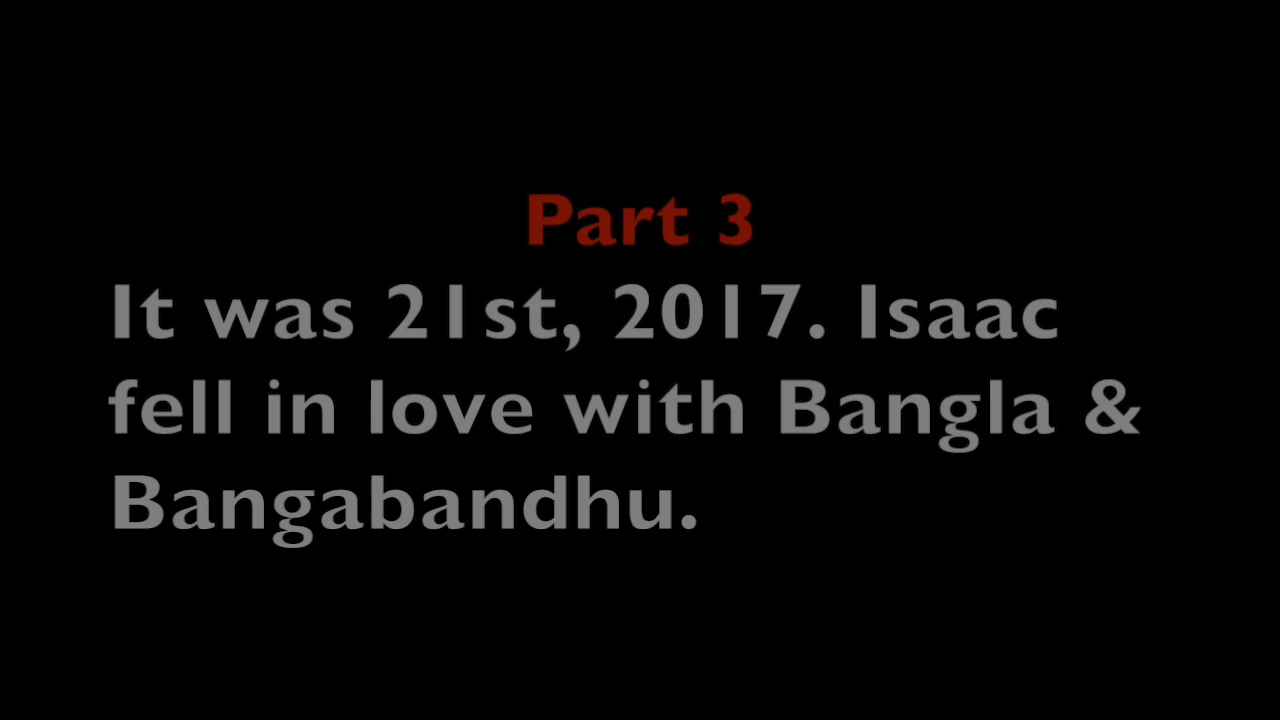 Part 3
It was 21st, 2017. Isaac
fell in love with Bangla &
Bangabandhu.